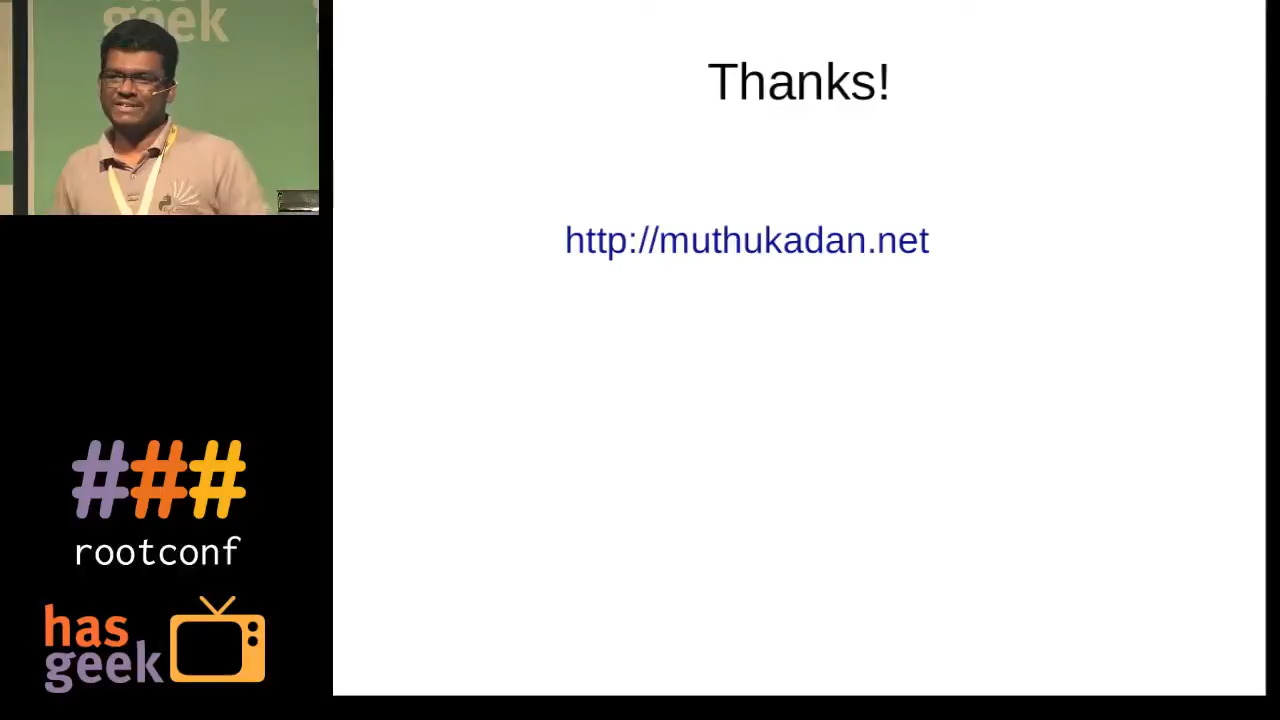 geek
Thanks!
http://muthukadan.net
###
rootconf
has
geek